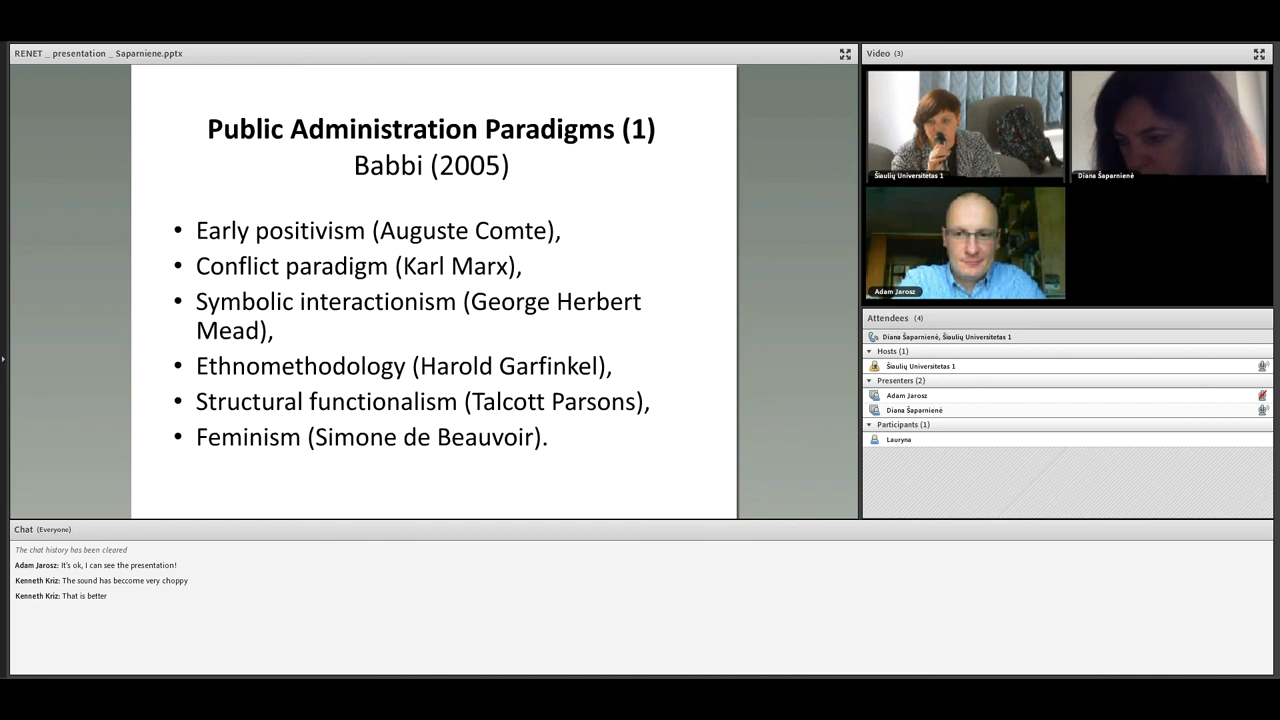 RENET _ presentation _ Saparniene.pptx
Public Administration Paradigms (1)
Babbi (2005)
• Early positivism (Auguste Comte),
• Conflict paradigm (Karl Marx),
• Symbolic interactionism (George Herbert
Mead),
• Ethnomethodology (Harold Garfinkel),
• Structural functionalism (Talcott Parsons),
• Feminism (Simone de Beauvoir).
Video (3)
Šiaulių Universitetas 1
Diana Šaparnienė
Adam Jarosz
Attendees (4)
Diana Šaparnienė, Šiaulių Universitetas 1
Hosts (1)
Šiaulių Universitetas 1
Presenters (2)
Adam Jarosz
Diana Šaparnienė
Participants (1)
Lauryna
Chat (Everyone)
The chat history has been cleared
Adam Jarosz: It's ok, I can see the presentation!
Kenneth Kriz: The sound has beccome very choppy
Kenneth Kriz: That is better